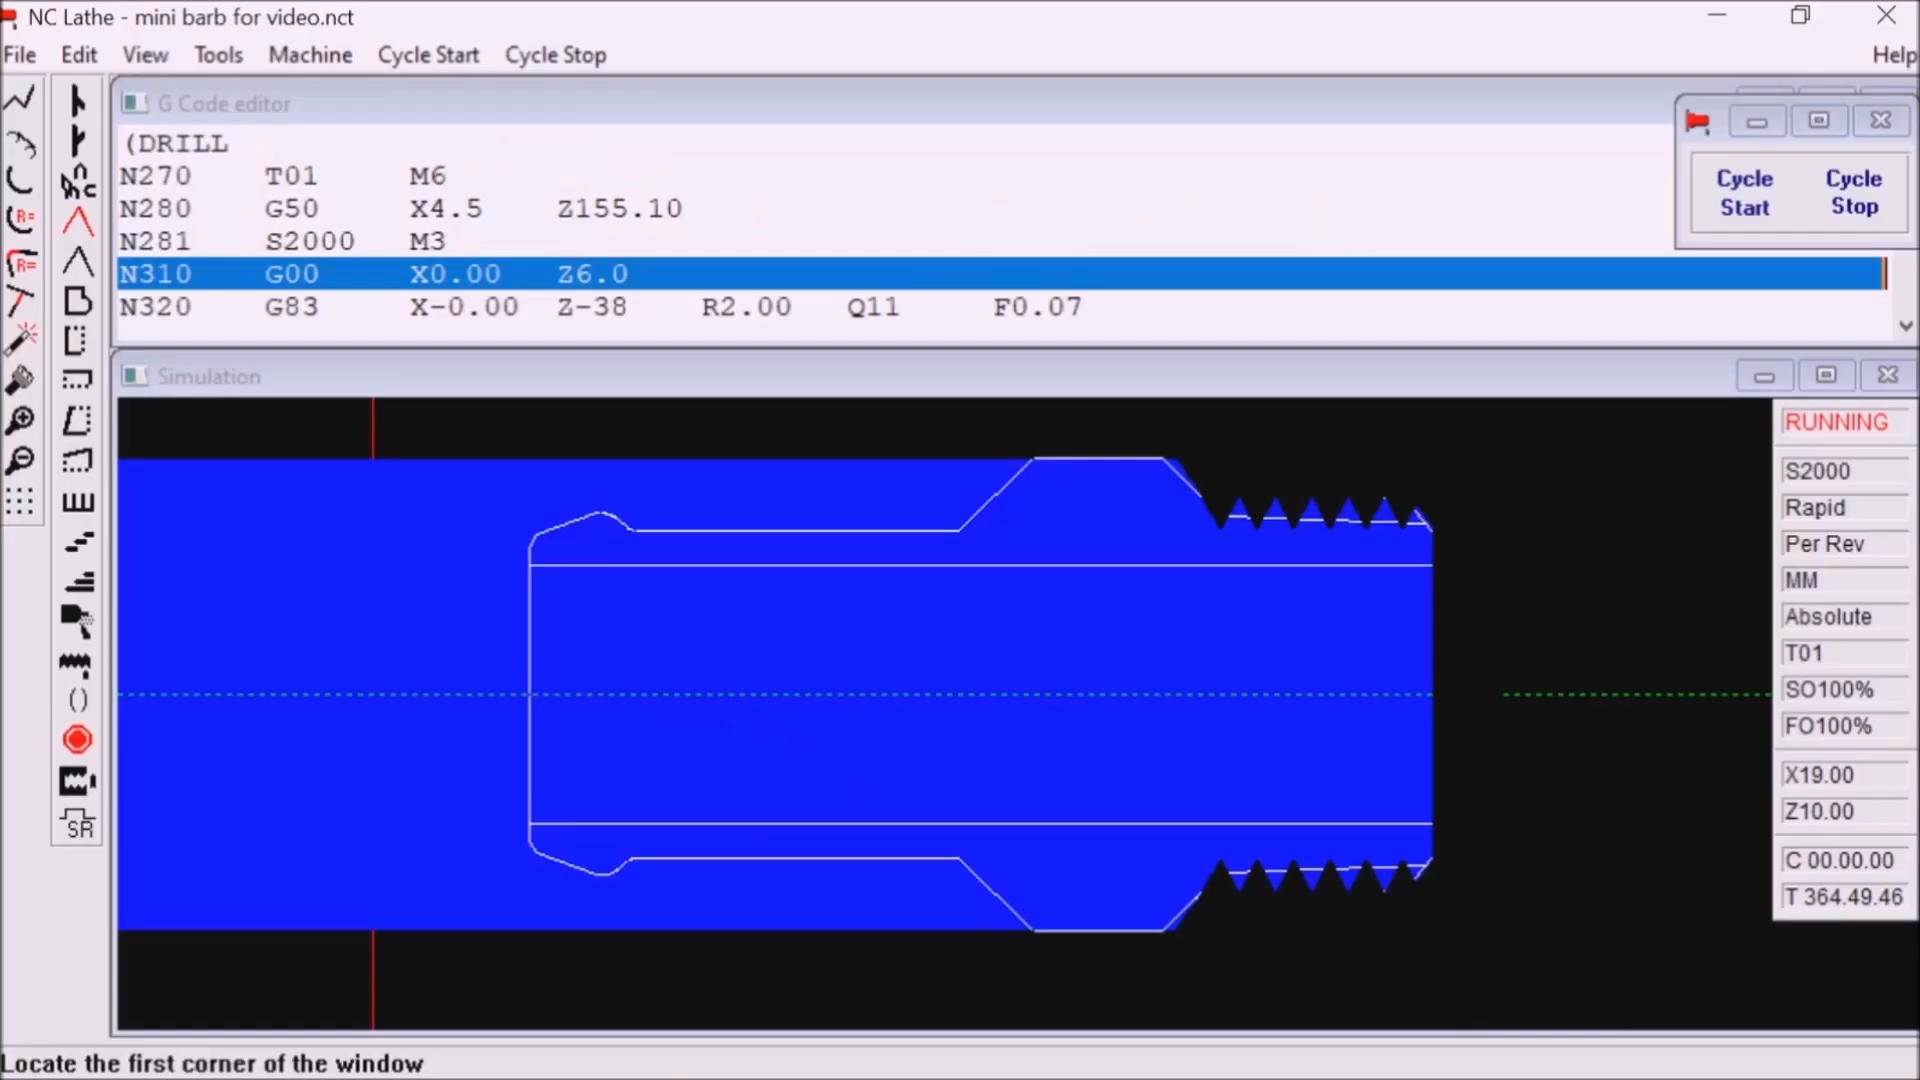 NC Lathe - mini barb for video.nct
File Edit View Tools Machine Cycle Start Cycle Stop Help
G Code editor
(DRILL
N270 T01 M6
N280 G50 X4.5 Z155.10
N281 S2000 M3
N310 G00 X0.00 Z6.0
N320 G83 X-0.00 Z-38 R2.00 Q11 F0.07
Cycle Start
Cycle Stop
R=
R=
Simulation
RUNNING
S2000
Rapid
Per Rev
MM
Absolute
T01
SO100%
FO100%
X19.00
Z10.00
C 00.00.00
T 364.49.46
()
SR
Locate the first corner of the window